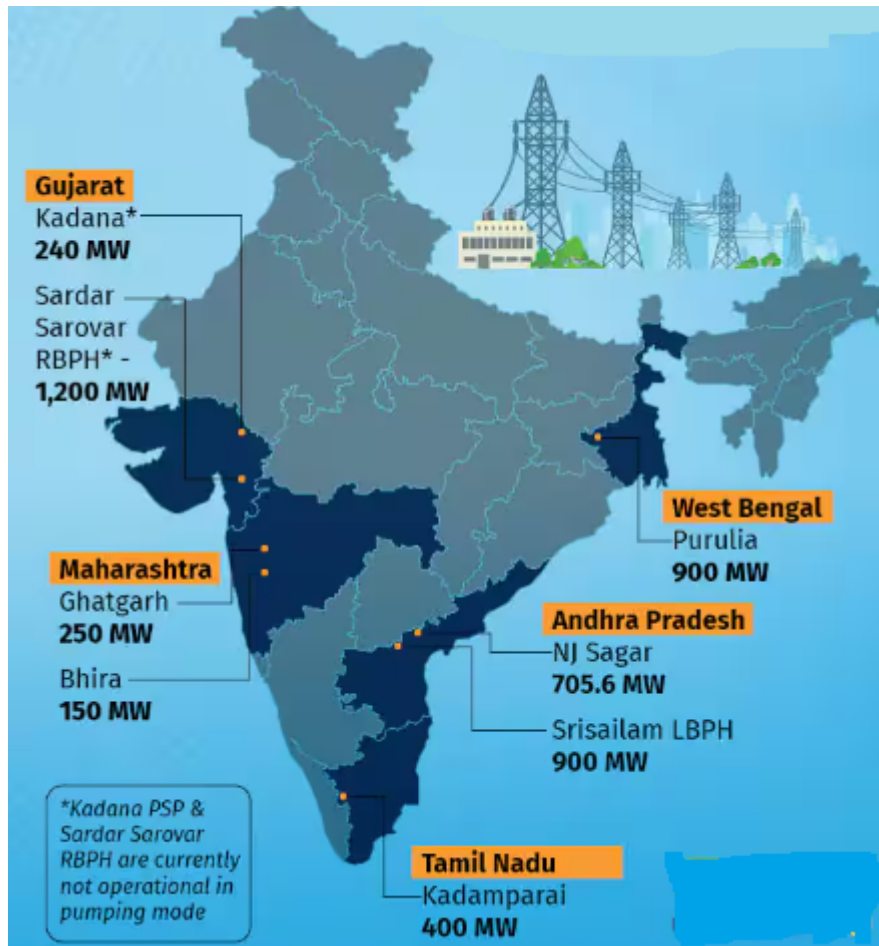 Gujarat
Kadana*
240 MW
Sardar
Sarovar
RBPH* -
1,200 MW
Maharashtra
Ghatgarh
250 MW
Bhira
150 MW
West Bengal
Purulia
900 MW
Andhra Pradesh
NJ Sagar
705.6 MW
Srisailam LBPH
900 MW
Tamil Nadu
Kadamparai
400 MW
*Kadana PSP &
Sardar Sarovar
RBPH are currently
not operational in
pumping mode